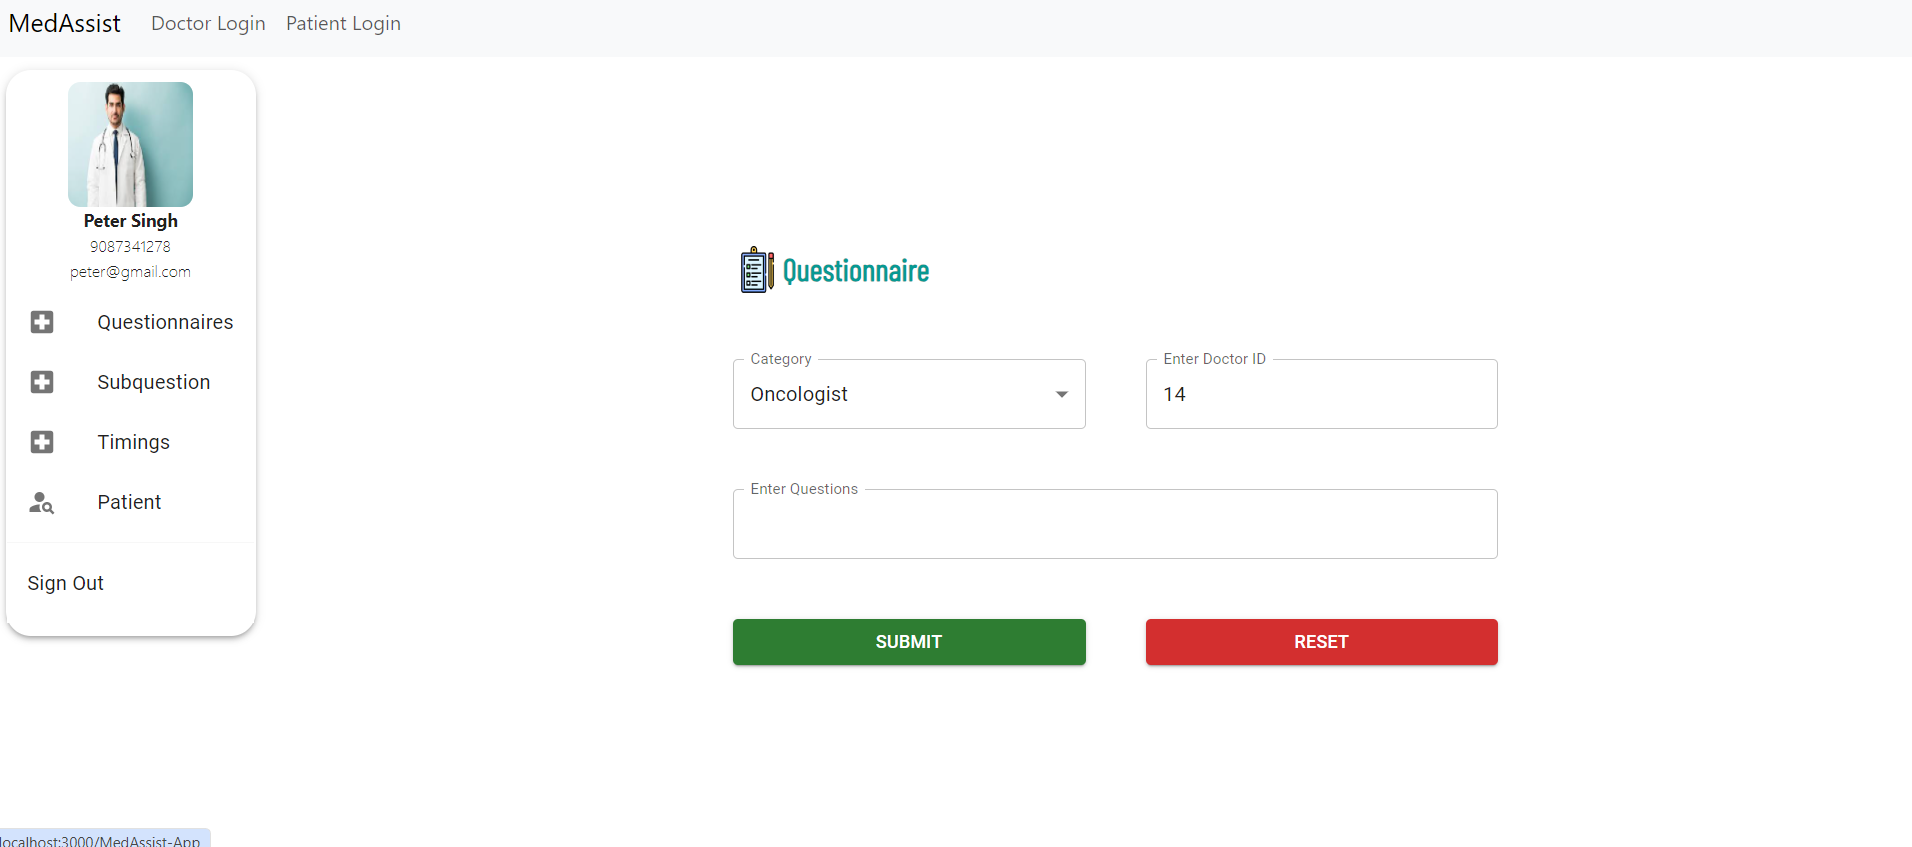 MedAssist Doctor Login Patient Login
Peter Singh
9087341278
peter@gmail.com
Questionnaires
Subquestion
Timings
Patient
Sign Out
Questionnaire
Category
Oncologist
Enter Doctor ID
14
Enter Questions
SUBMIT
RESET
localhost:3000/MedAssist-App